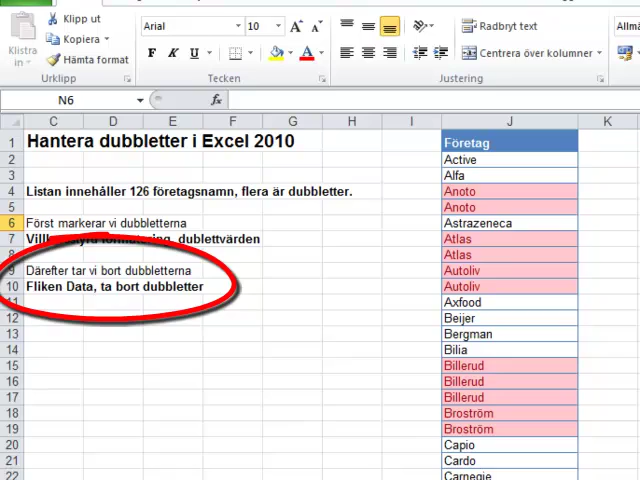 Klipp ut
Kopiera
Hämta format
Klistra
in
Urklipp
Arial
10
A A
F K U
A
Tecken
Radbryt text
Centrera över kolumner
Justering
Allmä
N6
fx
C D E F G H I J K
1 Hantera dubbletter i Excel 2010 Företag
2 Active
3 Alfa
4 Listan innehåller 126 företagsnamn, flera är dubbletter. Anoto
5 Anoto
6 Först markerar vi dubbletterna Astrazeneca
7 dublettvärden Atlas
8 Atlas
9 Därefter tar vi bort dubbletterna Autoliv
10 Fliken Data, ta bort dubbletter Autoliv
11 Axfood
12 Beijer
13 Bergman
14 Bilia
15 Billerud
16 Billerud
17 Billerud
18 Broström
19 Broström
20 Capio
21 Cardo
22 Carnegie